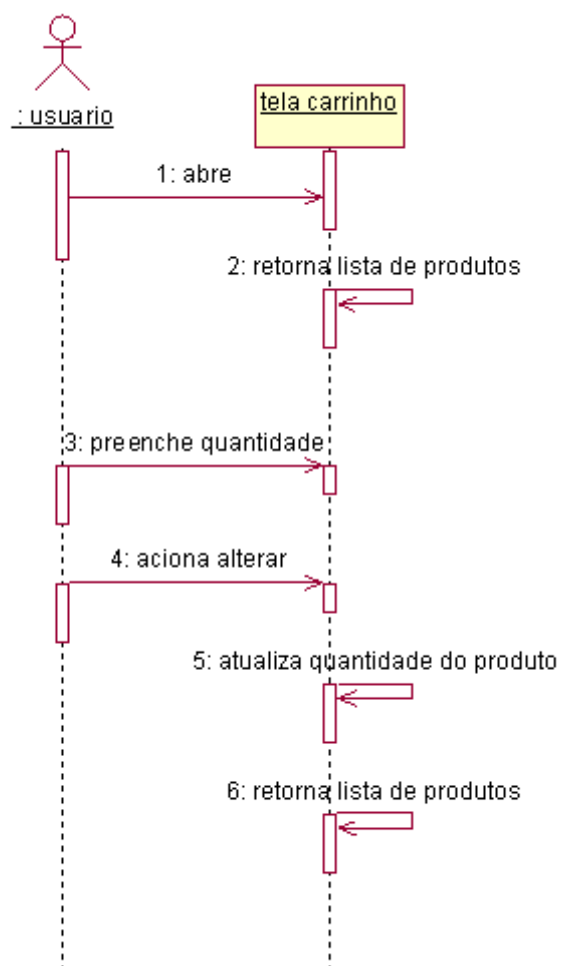 : usuario
tela carrinho
1: abre
2: retorna lista de produtos
3: preenche quantidade
4: aciona alterar
5: atualiza quantidade do produto
6: retorna lista de produtos